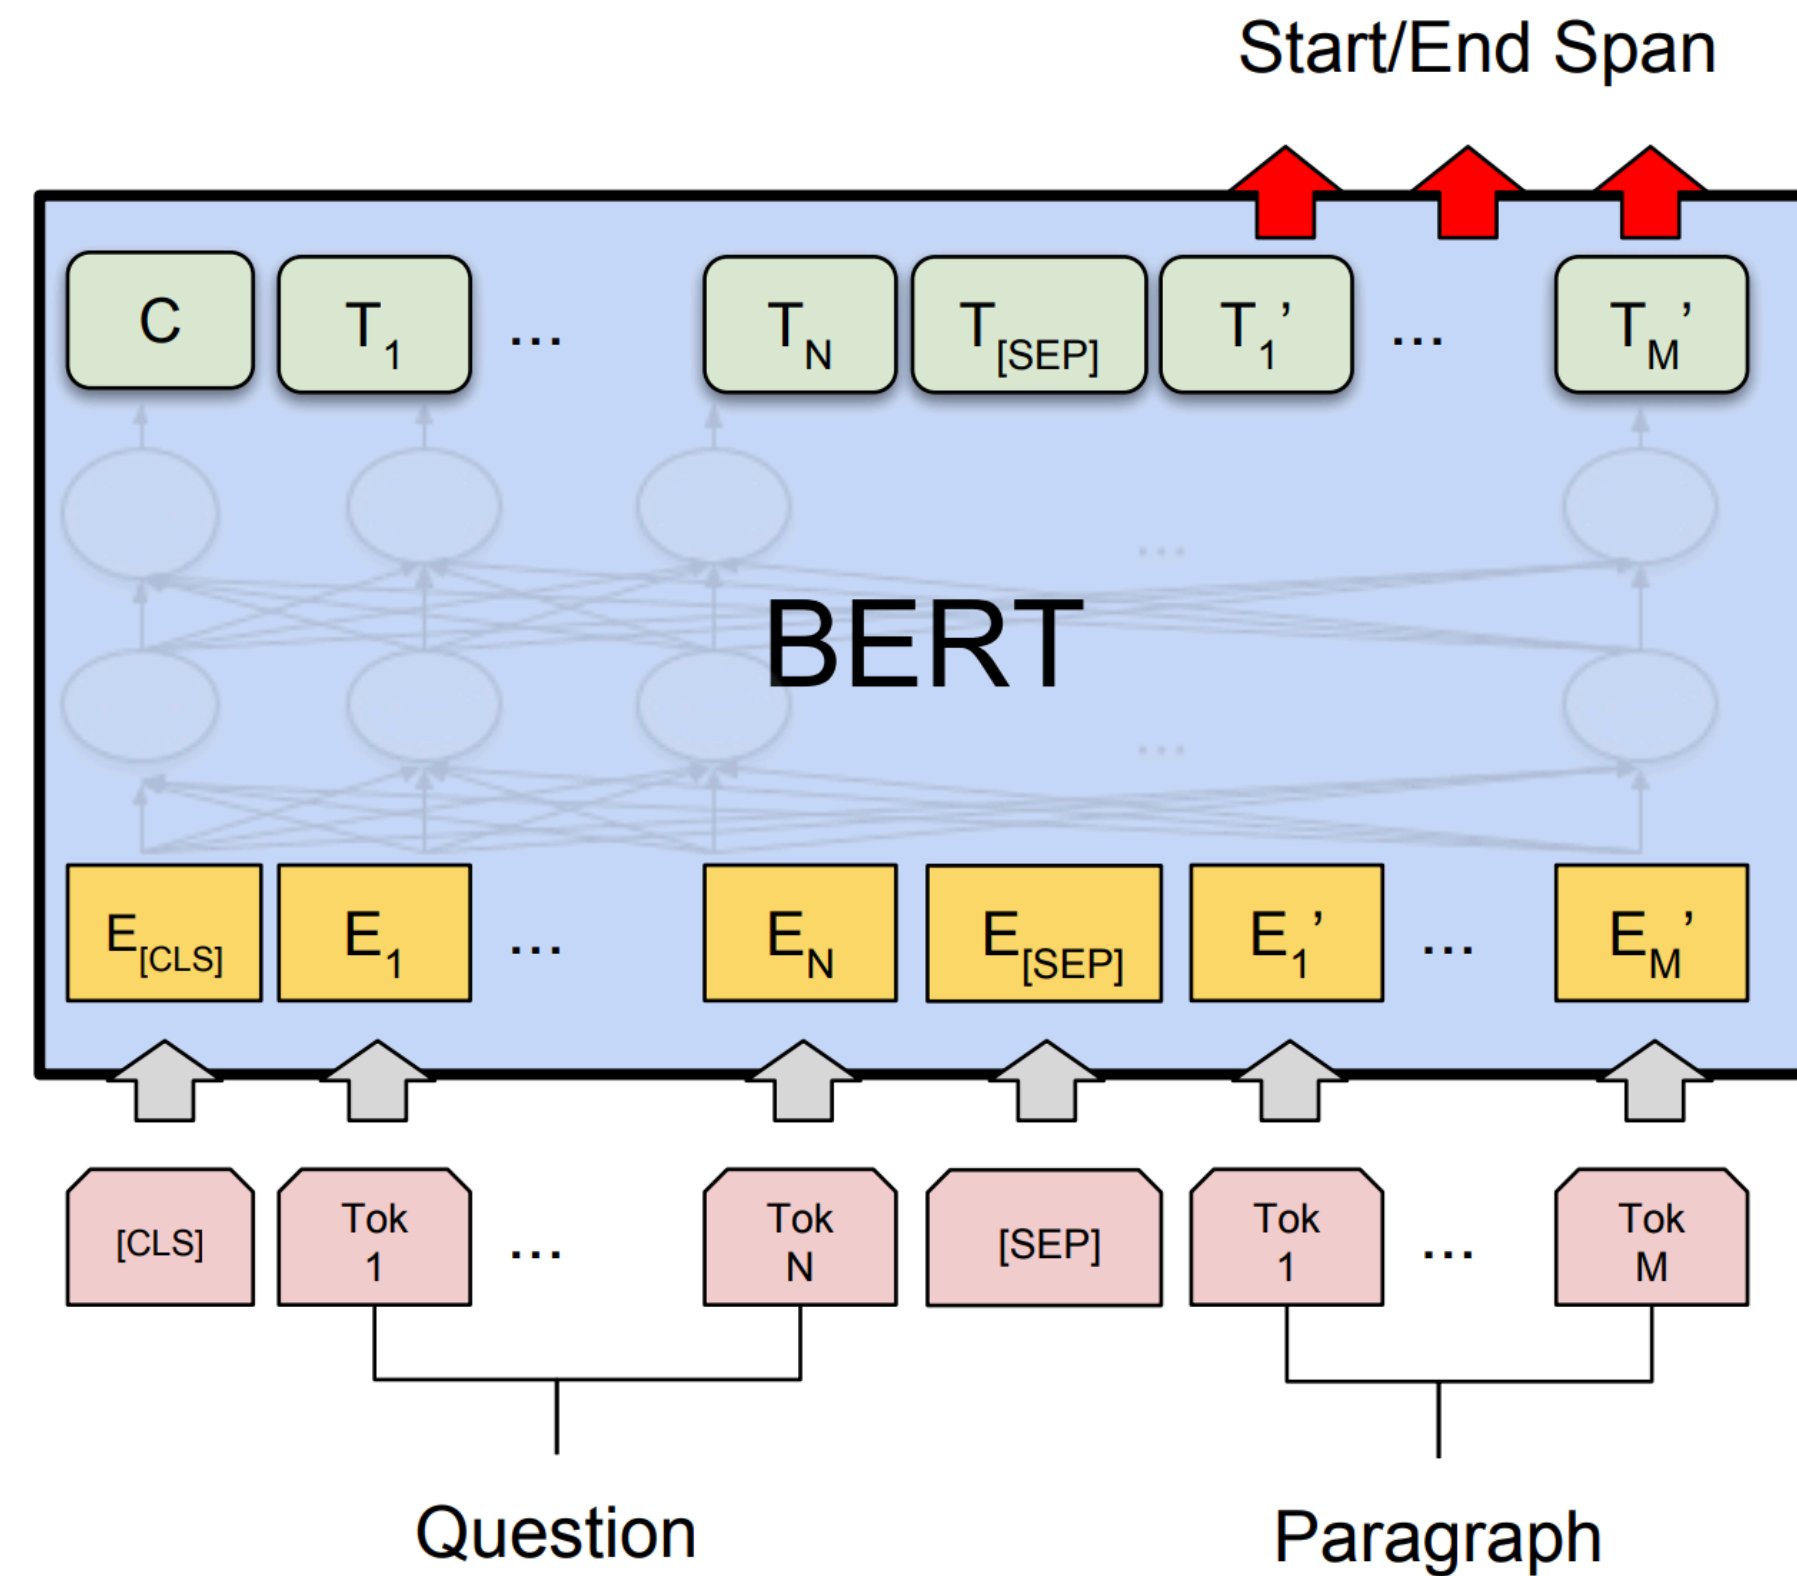 Start/End Span
C T1 ... TN T[SEP] T1’ ... TM’
...
BERT
...
E[CLS] E1 ... EN E[SEP] E1’ ... EM’
[CLS] Tok 1 ... Tok N [SEP] Tok 1 ... Tok M
Question Paragraph